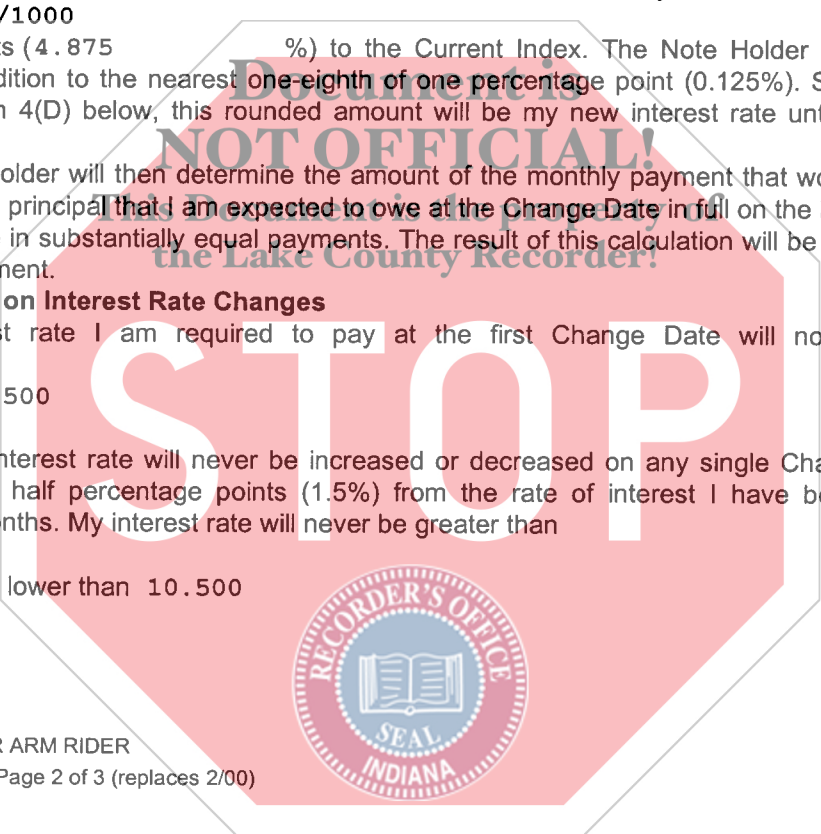 /1000
ts (4.875 %) to the Current Index. The Note Holder
dition to the nearest one-eighth of one percentage point (0.125%). S
n 4(D) below, this rounded amount will be my new interest rate unt
older will then determine the amount of the monthly payment that wo
principal that I am expected to owe at the Change Date in full on the
in substantially equal payments. The result of this calculation will be
ment.
on Interest Rate Changes
st rate I am required to pay at the first Change Date will no
500
nterest rate will never be increased or decreased on any single Cha
half percentage points (1.5%) from the rate of interest I have be
onths. My interest rate will never be greater than
lower than 10.500
R ARM RIDER
Page 2 of 3 (replaces 2/00)
Document is
NOT OFFICIAL!
This Document is the property of
the Lake County Recorder!
STOP
RECORDER'S OFFICE
SEAL
INDIANA